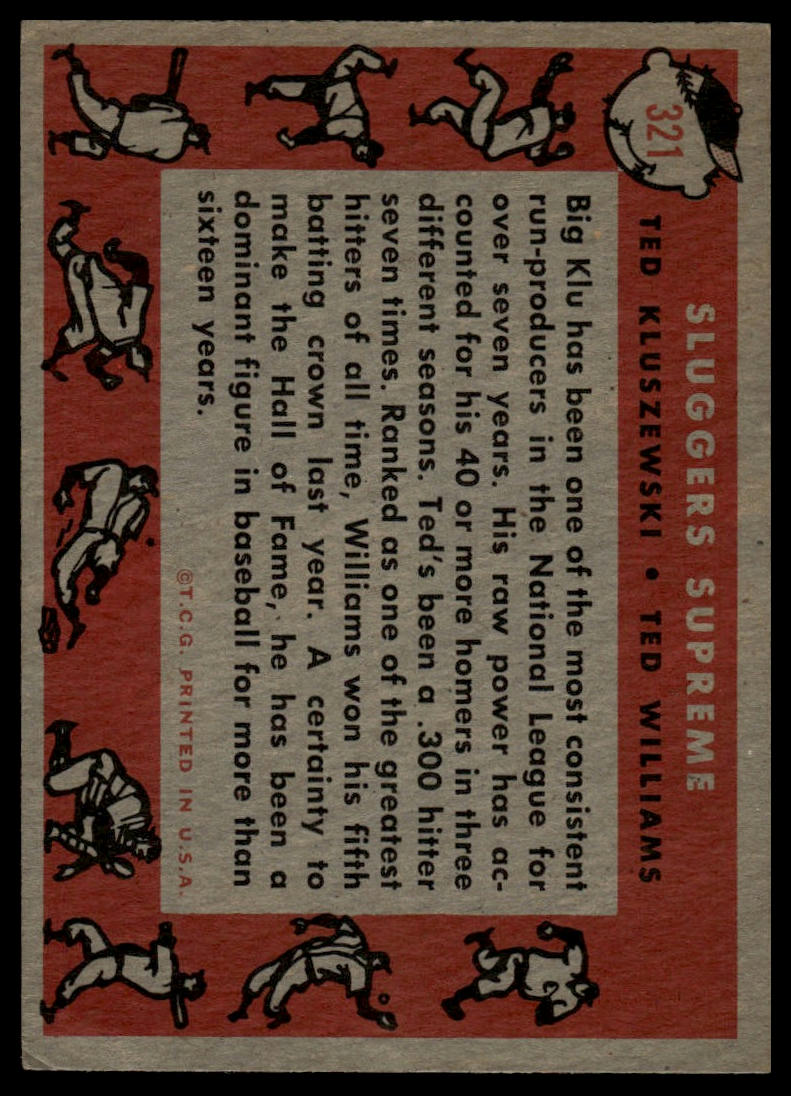 321
SLUGGERS SUPREME
TED KLUSZEWSKI • TED WILLIAMS
Big Klu has been one of the most consistent
run-producers in the National League for
over seven years. His raw power has ac-
counted for his 40 or more homers in three
different seasons. Ted's been a .300 hitter
seven times. Ranked as one of the greatest
hitters of all time, Williams won his fifth
batting crown last year. A certainty to
make the Hall of Fame, he has been a
dominant figure in baseball for more than
sixteen years.
©T.C.G. PRINTED IN U.S.A.